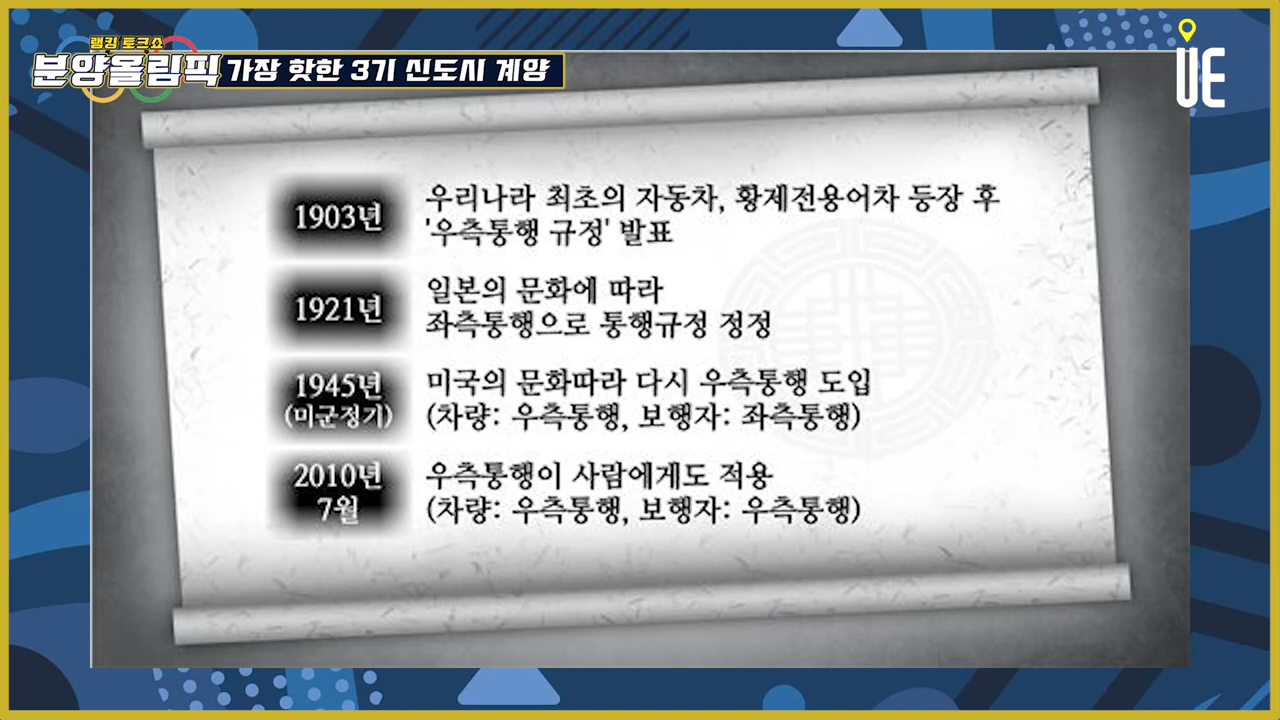 랭킹 토크쇼
분양올림픽 가장 핫한 3기 신도시 계양
UE
1903년
우리나라 최초의 자동차, 황제전용어차 등장 후
'우측통행 규정' 발표
1921년
일본의 문화에 따라
좌측통행으로 통행규정 정정
1945년
(미군정기)
미국의 문화따라 다시 우측통행 도입
(차량: 우측통행, 보행자: 좌측통행)
2010년
7월
우측통행이 사람에게도 적용
(차량: 우측통행, 보행자: 우측통행)